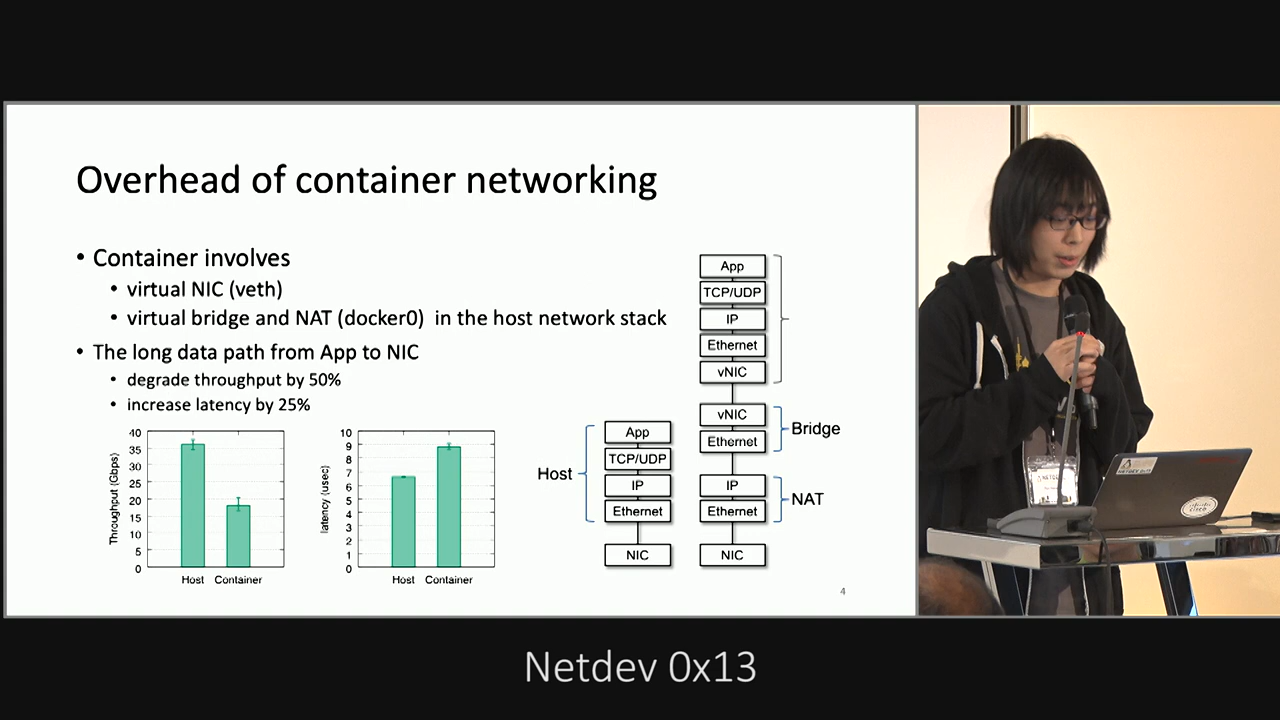 Overhead of container networking
• Container involves
• virtual NIC (veth)
• virtual bridge and NAT (docker0) in the host network stack
• The long data path from App to NIC
• degrade throughput by 50%
• increase latency by 25%
Throughput (Gbps)
40
35
30
25
20
15
10
5
0
Host Container
latency (usec)
10
9
8
7
6
5
4
3
2
1
0
Host Container
Host
App
TCP/UDP
IP
Ethernet
NIC
App
TCP/UDP
IP
Ethernet
vNIC
vNIC
Ethernet
Bridge
IP
Ethernet
NAT
NIC
4
Netdev 0x13